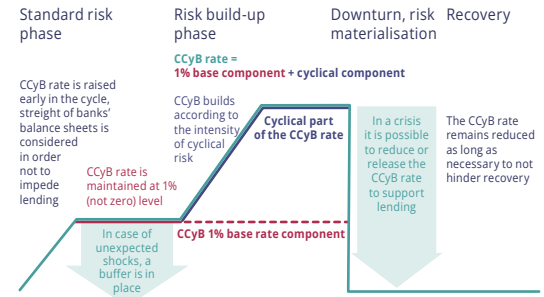 Standard risk
phase
Risk build-up
phase
Downturn, risk
materialisation
Recovery
CCyB rate =
1% base component + cyclical component
CCyB rate is raised
early in the cycle,
streight of banks'
balance sheets is
considered
in order
not to
impede
lending
CCyB rate is
maintained at 1%
(not zero) level
CCyB builds
according to
the intensity
of cyclical
risk
Cyclical part
of the CCyB rate
In a crisis
it is possible
to reduce or
release the
CCyB rate
to support
lending
The CCyB rate
remains reduced
as long as
necessary to not
hinder recovery
In case of
unexpected
shocks, a
buffer is in
place
CCyB 1% base rate component